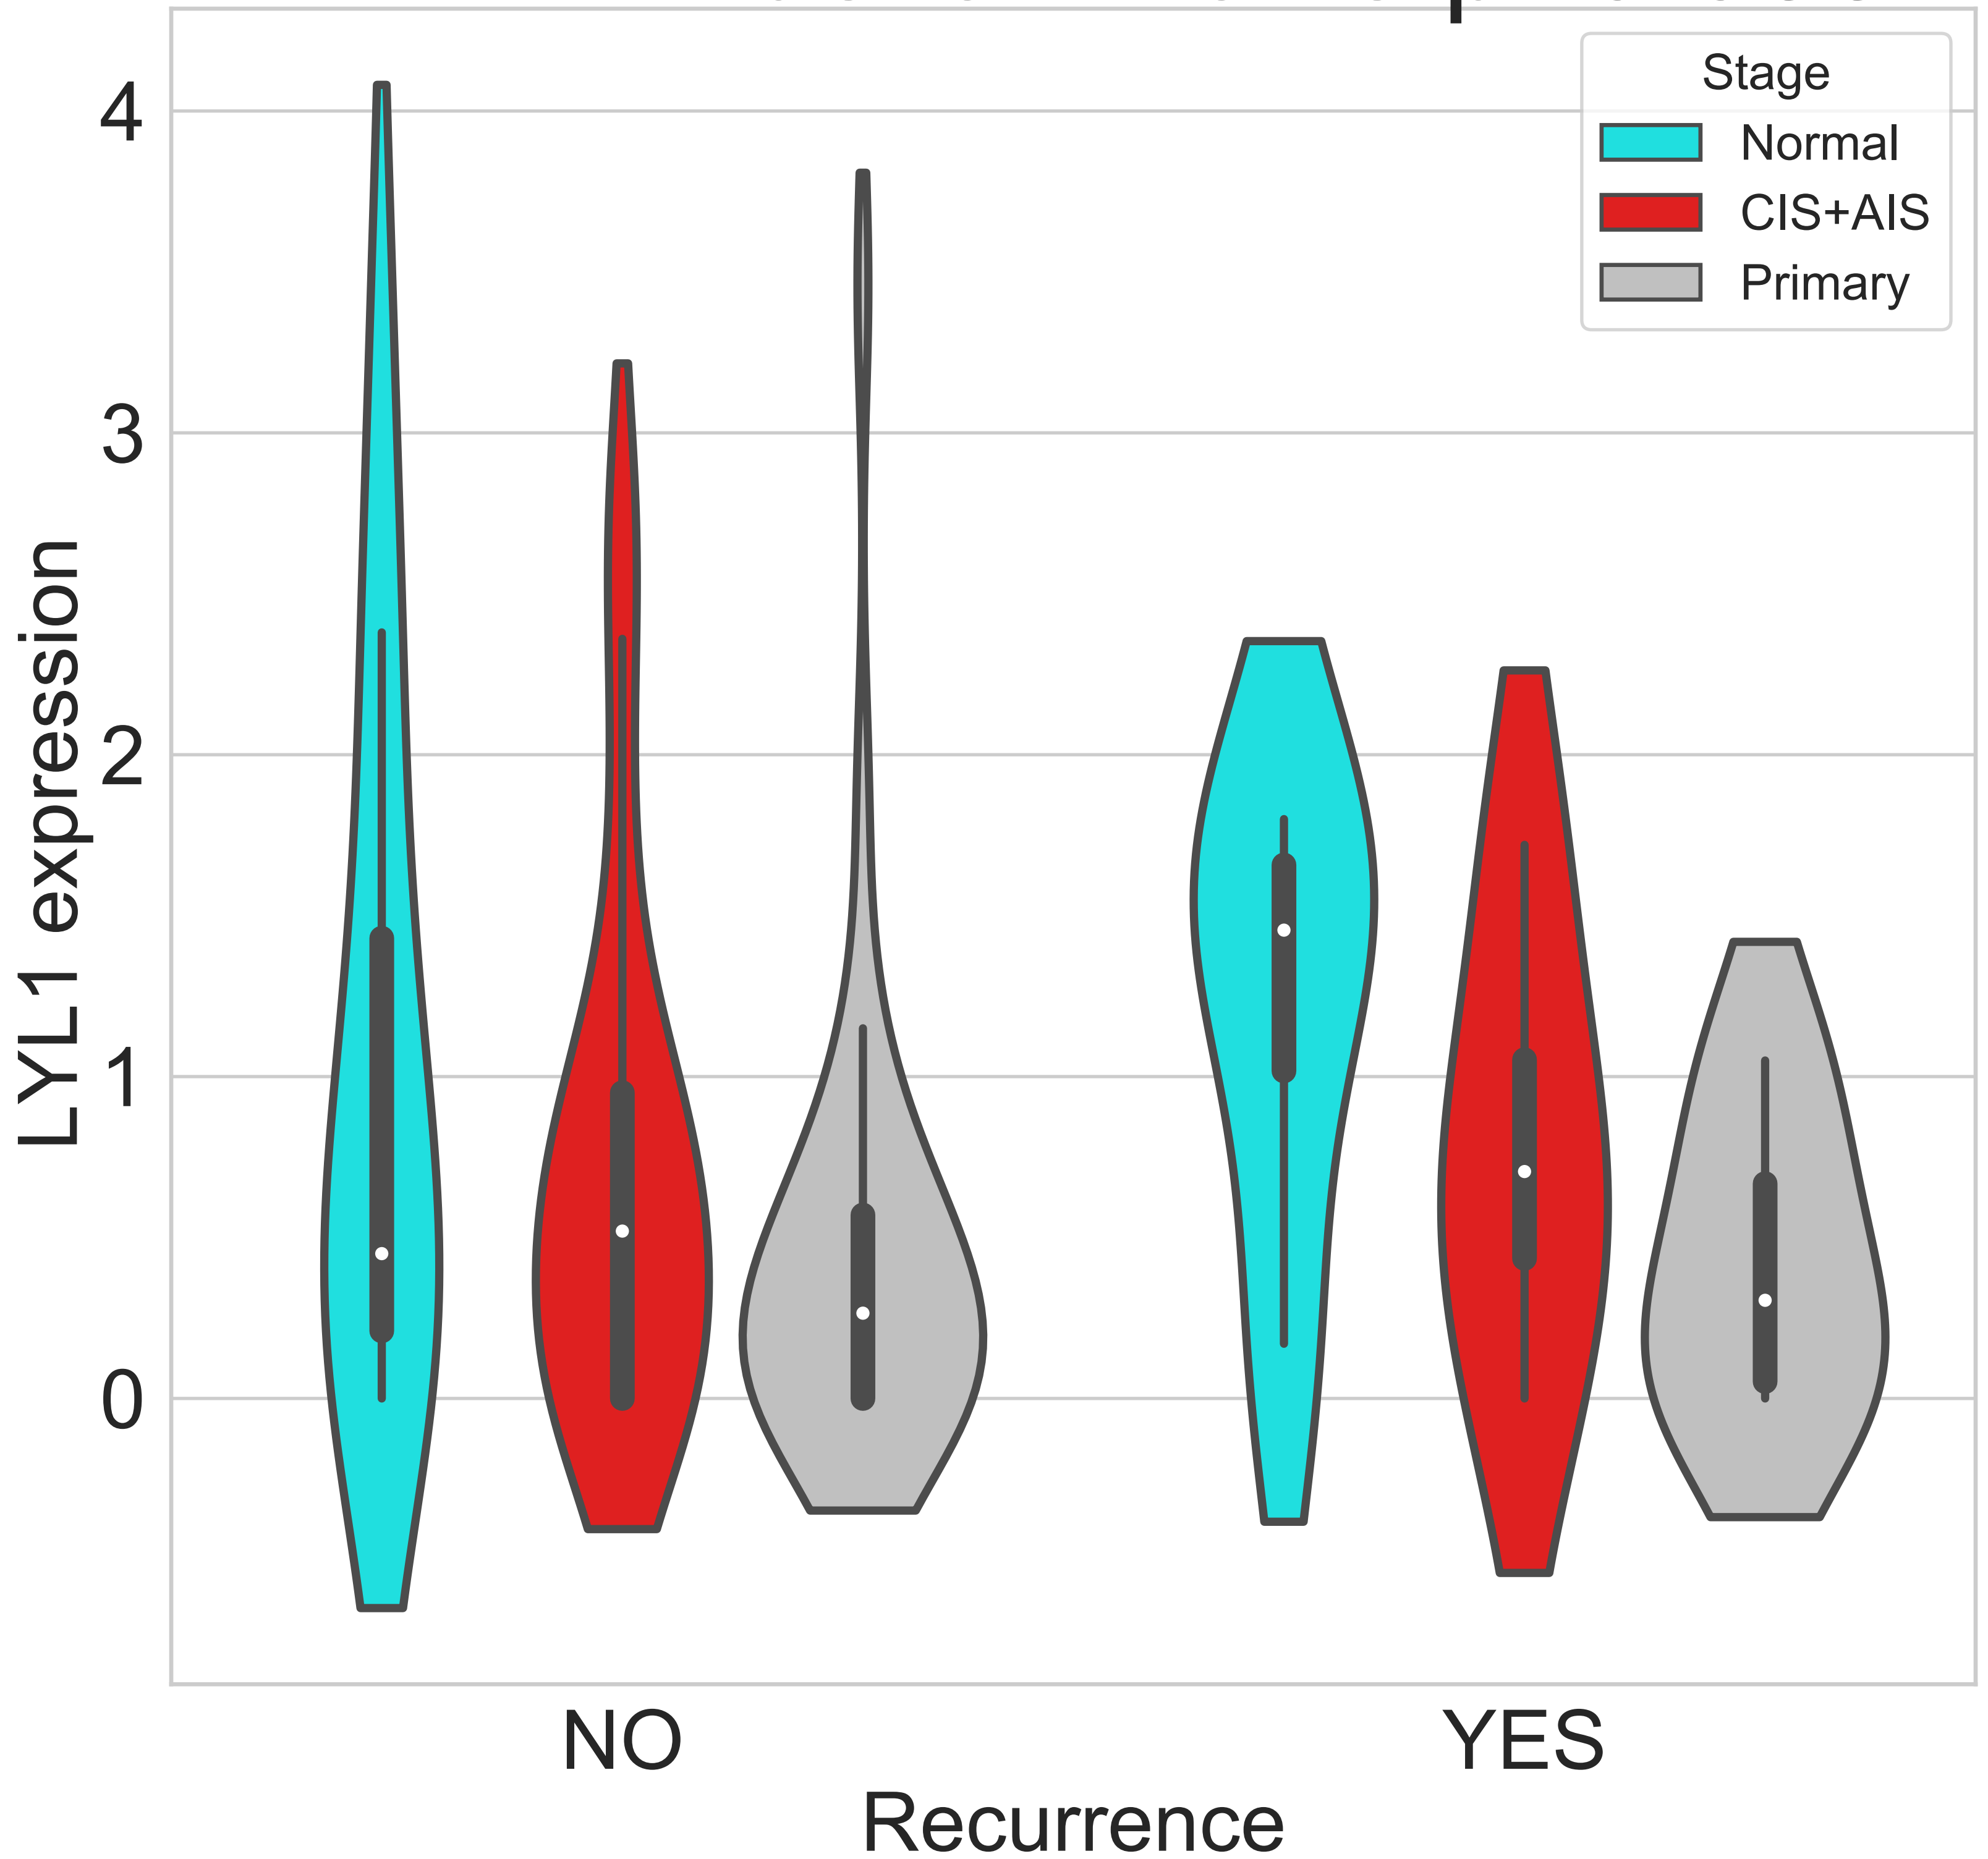 Stage
Normal
CIS+AIS
Primary
4
3
2
1
0
LYL1 expression
NO
YES
Recurrence